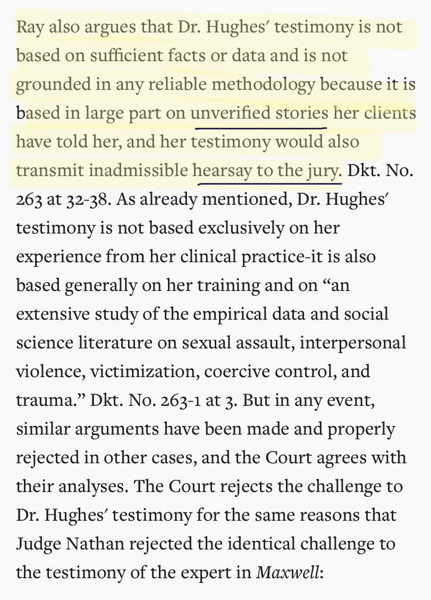 Ray also argues that Dr. Hughes' testimony is not
based on sufficient facts or data and is not
grounded in any reliable methodology because it is
based in large part on unverified stories her clients
have told her, and her testimony would also
transmit inadmissible hearsay to the jury. Dkt. No.
263 at 32-38. As already mentioned, Dr. Hughes'
testimony is not based exclusively on her
experience from her clinical practice-it is also
based generally on her training and on “an
extensive study of the empirical data and social
science literature on sexual assault, interpersonal
violence, victimization, coercive control, and
trauma.” Dkt. No. 263-1 at 3. But in any event,
similar arguments have been made and properly
rejected in other cases, and the Court agrees with
their analyses. The Court rejects the challenge to
Dr. Hughes' testimony for the same reasons that
Judge Nathan rejected the identical challenge to
the testimony of the expert in Maxwell: